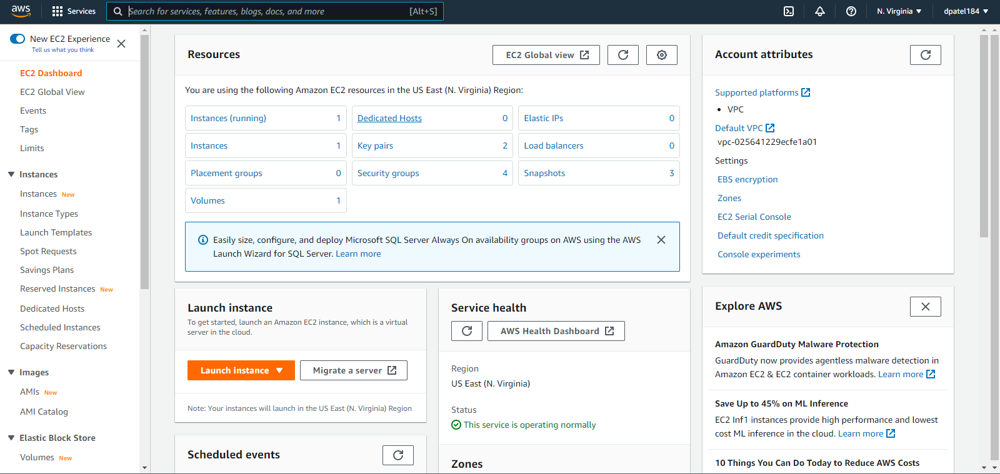 aws
Services
Search for services, features, blogs, docs, and more
[Alt+S]
N. Virginia
dpatel184
New EC2 Experience
Tell us what you think
EC2 Dashboard
EC2 Global View
Events
Tags
Limits
Instances
Instances New
Instance Types
Launch Templates
Spot Requests
Savings Plans
Reserved Instances New
Dedicated Hosts
Scheduled Instances
Capacity Reservations
Images
AMIs New
AMI Catalog
Elastic Block Store
Volumes New
Resources
EC2 Global view
You are using the following Amazon EC2 resources in the US East (N. Virginia) Region:
Instances (running) 1
Dedicated Hosts 0
Elastic IPs 0
Instances 1
Key pairs 2
Load balancers 0
Placement groups 0
Security groups 4
Snapshots 3
Volumes 1
Easily size, configure, and deploy Microsoft SQL Server Always On availability groups on AWS using the AWS
Launch Wizard for SQL Server. Learn more
Launch instance
To get started, launch an Amazon EC2 instance, which is a virtual
server in the cloud.
Launch instance
Migrate a server
Note: Your instances will launch in the US East (N. Virginia) Region
Scheduled events
Service health
AWS Health Dashboard
Region
US East (N. Virginia)
Status
This service is operating normally
Zones
Account attributes
Supported platforms
• VPC
Default VPC
vpc-025641229ecfe1a01
Settings
EBS encryption
Zones
EC2 Serial Console
Default credit specification
Console experiments
Explore AWS
Amazon GuardDuty Malware Protection
GuardDuty now provides agentless malware detection in
Amazon EC2 & EC2 container workloads. Learn more
Save Up to 45% on ML Inference
EC2 Inf1 instances provide high performance and lowest
cost ML inference in the cloud. Learn more
10 Things You Can Do Today to Reduce AWS Costs